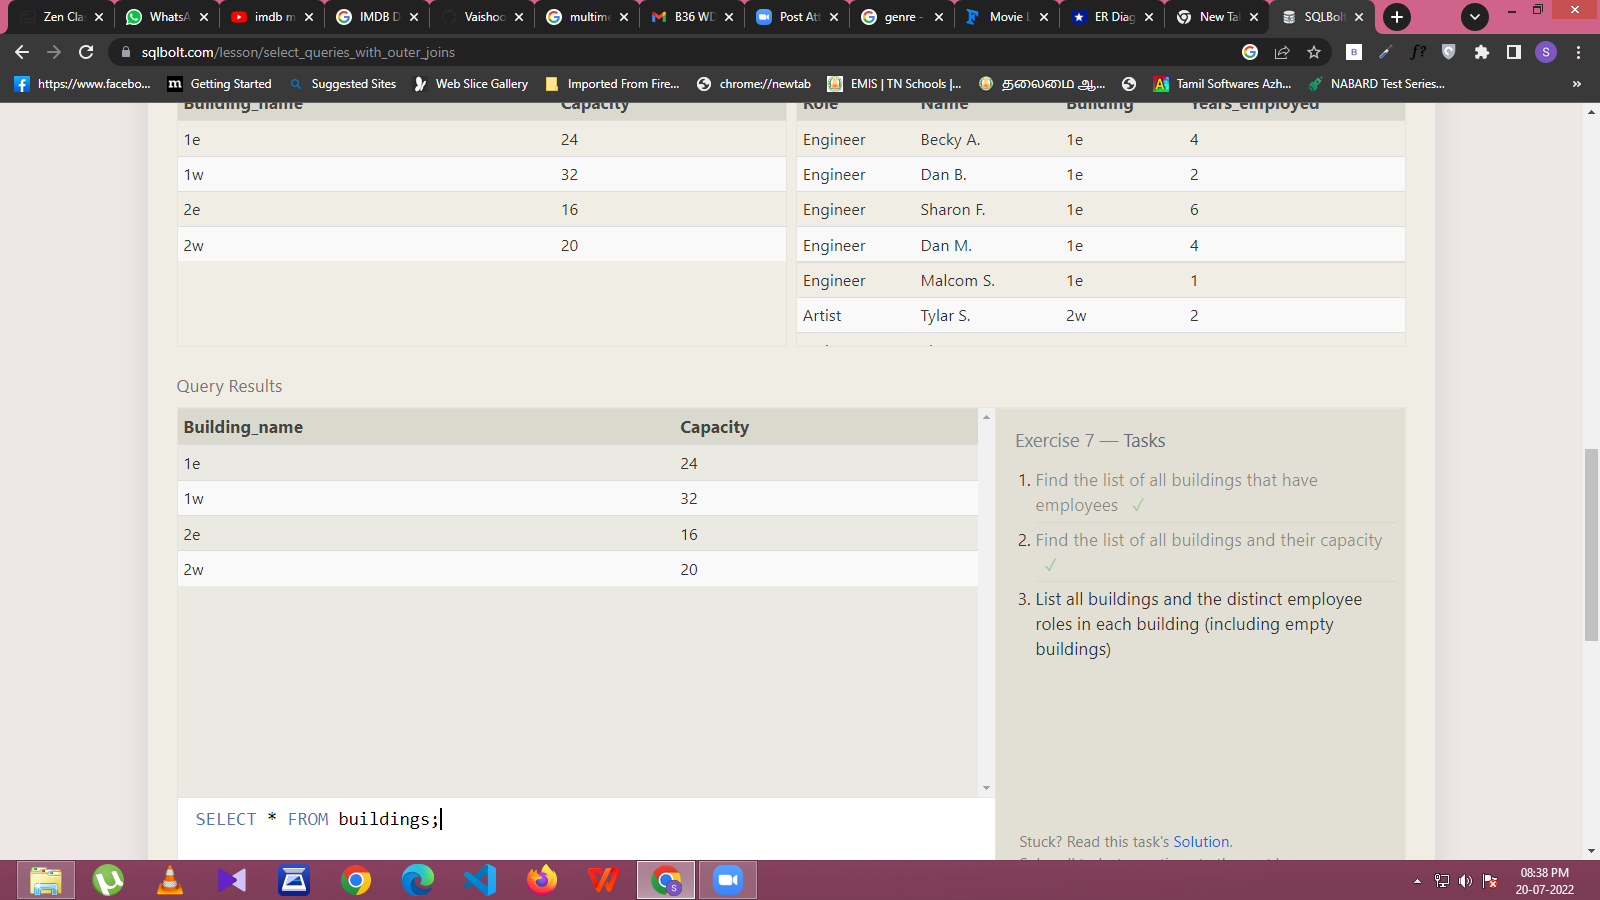 Zen Cla WhatsA imdb m IMDB D Vaishoo multime B36 WD Post Att genre - Movie L ER Diag New Tab SQLBolt
sqlbolt.com/lesson/select_queries_with_outer_joins
https://www.facebo... Getting Started Suggested Sites Web Slice Gallery Imported From Fire... chrome://newtab EMIS | TN Schools |... தலைமை ஆ... Tamil Softwares Azh... NABARD Test Series...
Building_name Capacity Role Name Building Years_employed
1e 24 Engineer Becky A. 1e 4
1w 32 Engineer Dan B. 1e 2
2e 16 Engineer Sharon F. 1e 6
2w 20 Engineer Dan M. 1e 4
Engineer Malcom S. 1e 1
Artist Tylar S. 2w 2
Query Results
Building_name Capacity
1e 24
1w 32
2e 16
2w 20
Exercise 7 — Tasks
1. Find the list of all buildings that have
employees ✓
2. Find the list of all buildings and their capacity
✓
3. List all buildings and the distinct employee
roles in each building (including empty
buildings)
SELECT * FROM buildings;
Stuck? Read this task's Solution.
08:38 PM
20-07-2022